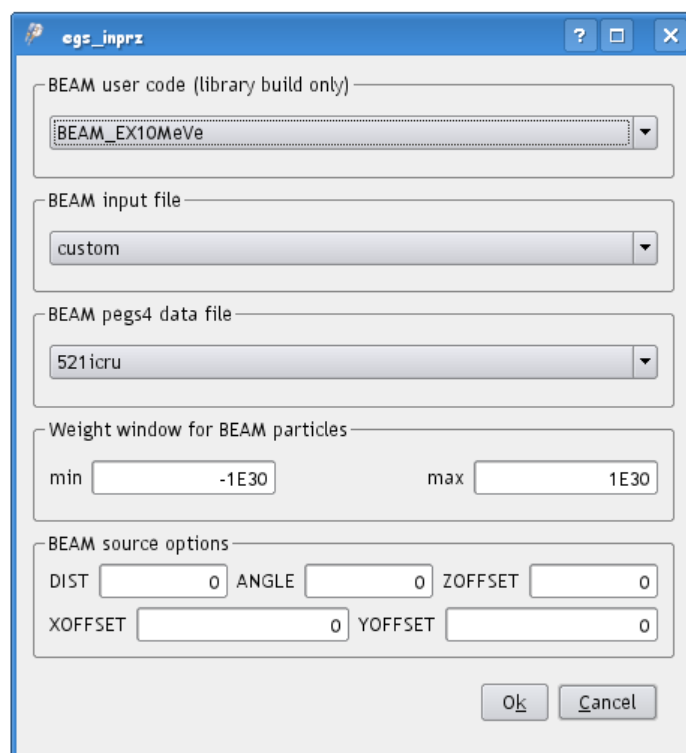 egs_inprz ?
BEAM user code (library build only)
BEAM_EX10MeVe
BEAM input file
custom
BEAM pegs4 data file
521icru
Weight window for BEAM particles
min -1E30 max 1E30
BEAM source options
DIST 0 ANGLE 0 ZOFFSET 0
XOFFSET 0 YOFFSET 0
Ok Cancel